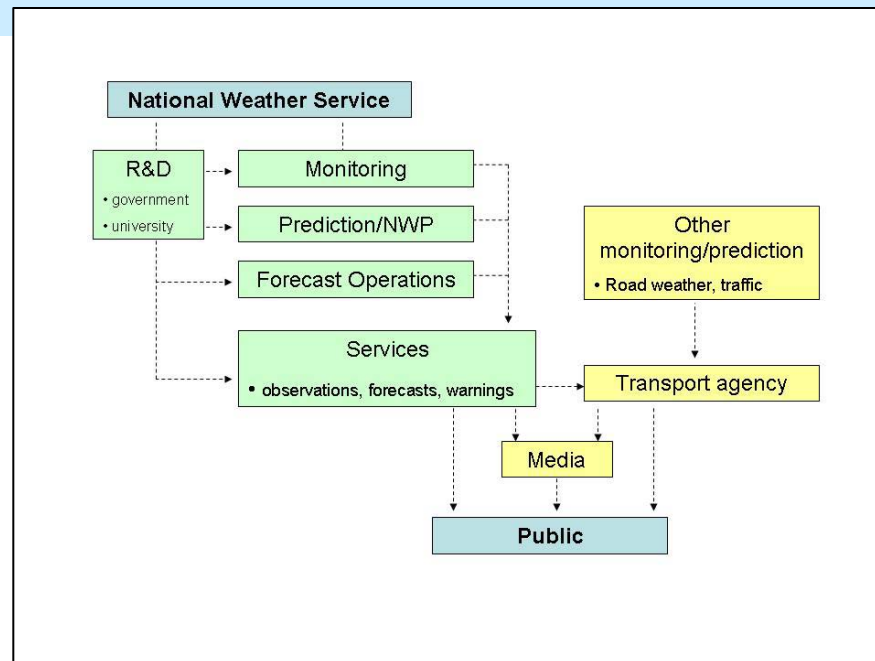 National Weather Service
R&D
• government
• university
Monitoring
Prediction/NWP
Forecast Operations
Services
• observations, forecasts, warnings
Other
monitoring/prediction
• Road weather, traffic
Transport agency
Media
Public